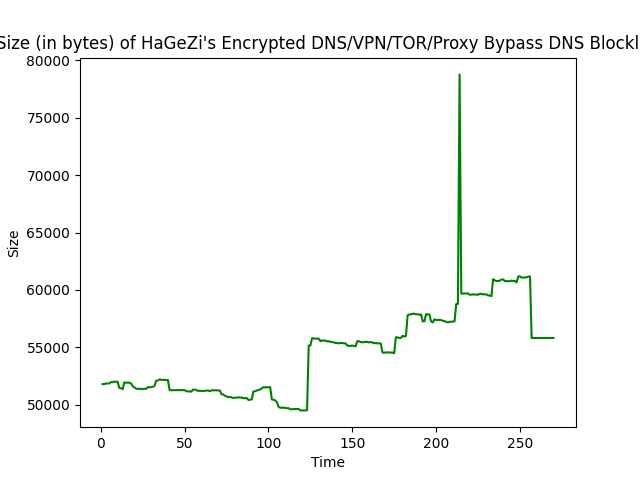 Size (in bytes) of HaGeZi's Encrypted DNS/VPN/TOR/Proxy Bypass DNS Blockl
80000
75000
70000
65000
60000
55000
50000
Size
0 50 100 150 200 250
Time